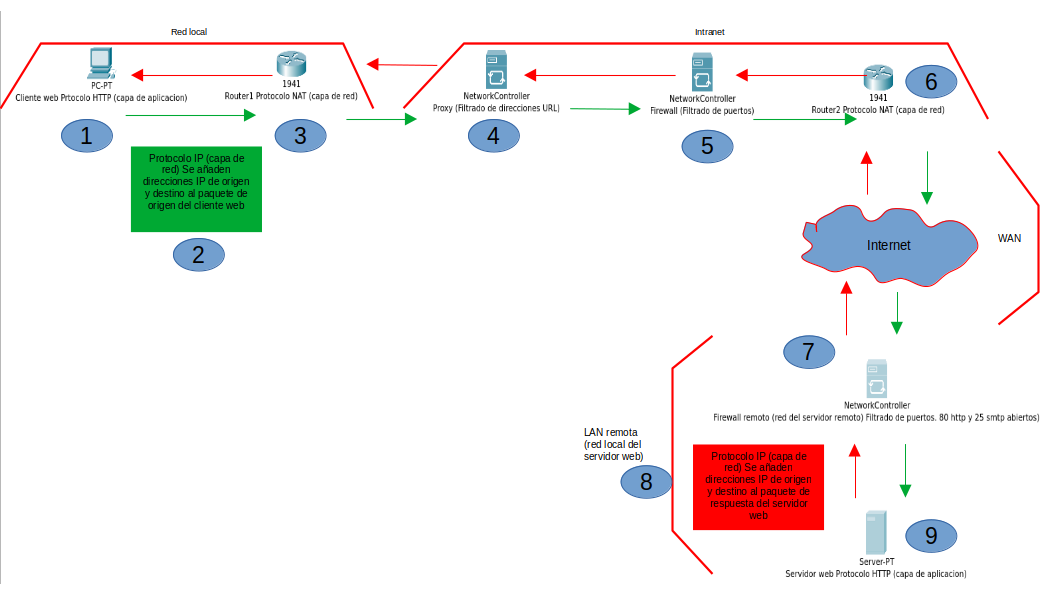 Red local
Intranet
PC-PT
Cliente web Prtocolo HTTP (capa de aplicacion)
1941
Router1 Protocolo NAT (capa de red)
NetworkController
Proxy (Filtrado de direcciones URL)
NetworkController
Firewall (Filtrado de puertos)
1941
Router2 Protocolo NAT (capa de red)
6
1
3
4
5
Protocolo IP (capa de
red) Se añaden
direcciones IP de origen
y destino al paquete de
origen del cliente web
2
Internet
WAN
7
NetworkController
Firewall remoto (red del servidor remoto) Filtrado de puertos. 80 http y 25 smtp abiertos)
LAN remota
(red local del
servidor web)
8
Protocolo IP (capa de
red) Se añaden
direcciones IP de origen
y destino al paquete de
respuesta del servidor
web
9
Server-PT
Servidor web Protocolo HTTP (capa de aplicacion)